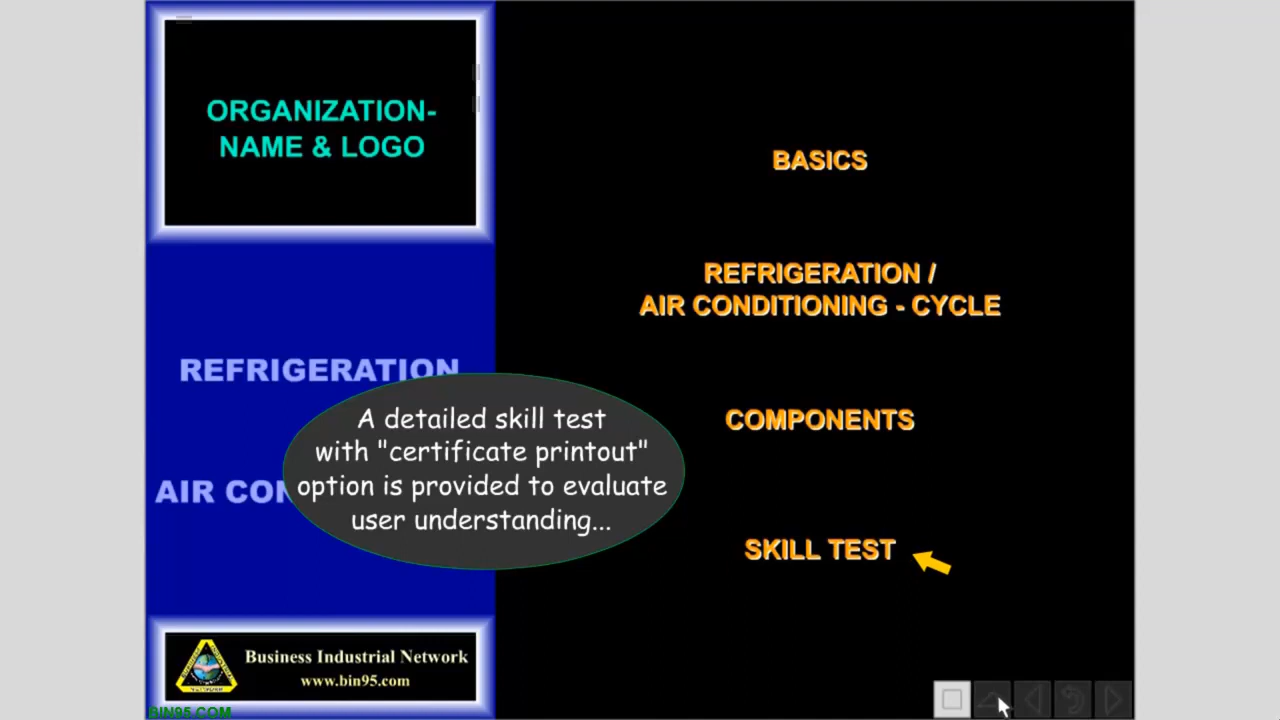 ORGANIZATION-
NAME & LOGO
REFRIGERATION
AIR CON
A detailed skill test
with "certificate printout"
option is provided to evaluate
user understanding...
Business Industrial Network
www.bin95.com
BIN95.COM
BASICS
REFRIGERATION /
AIR CONDITIONING - CYCLE
COMPONENTS
SKILL TEST